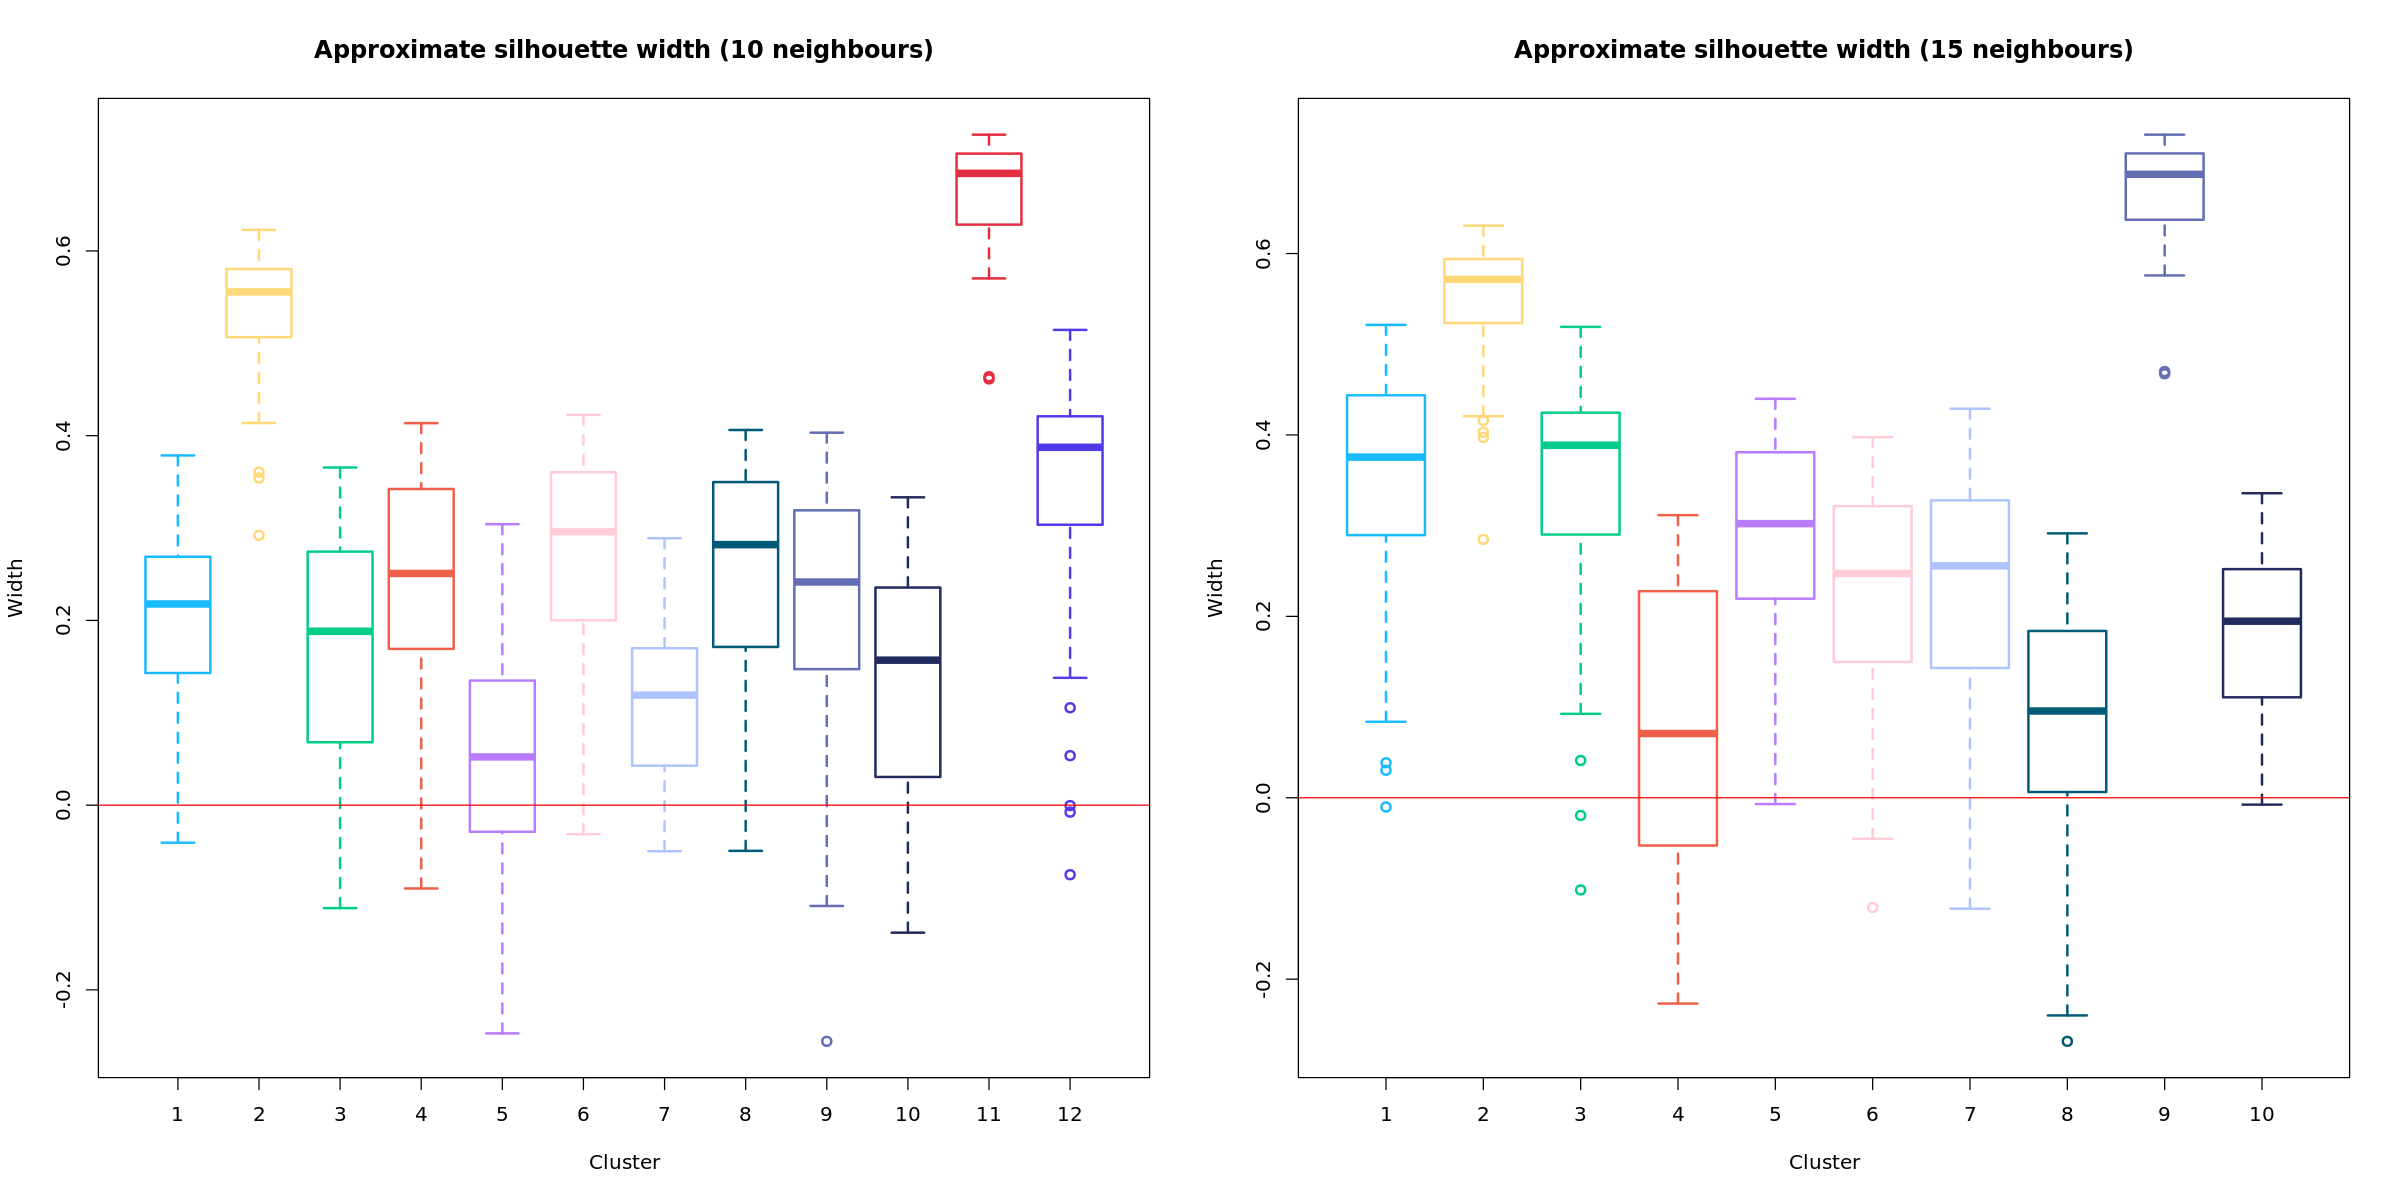 Approximate silhouette width (10 neighbours)
Width
0.6
0.4
0.2
0.0
-0.2
1 2 3 4 5 6 7 8 9 10 11 12
Cluster
Approximate silhouette width (15 neighbours)
Width
0.6
0.4
0.2
0.0
-0.2
1 2 3 4 5 6 7 8 9 10
Cluster